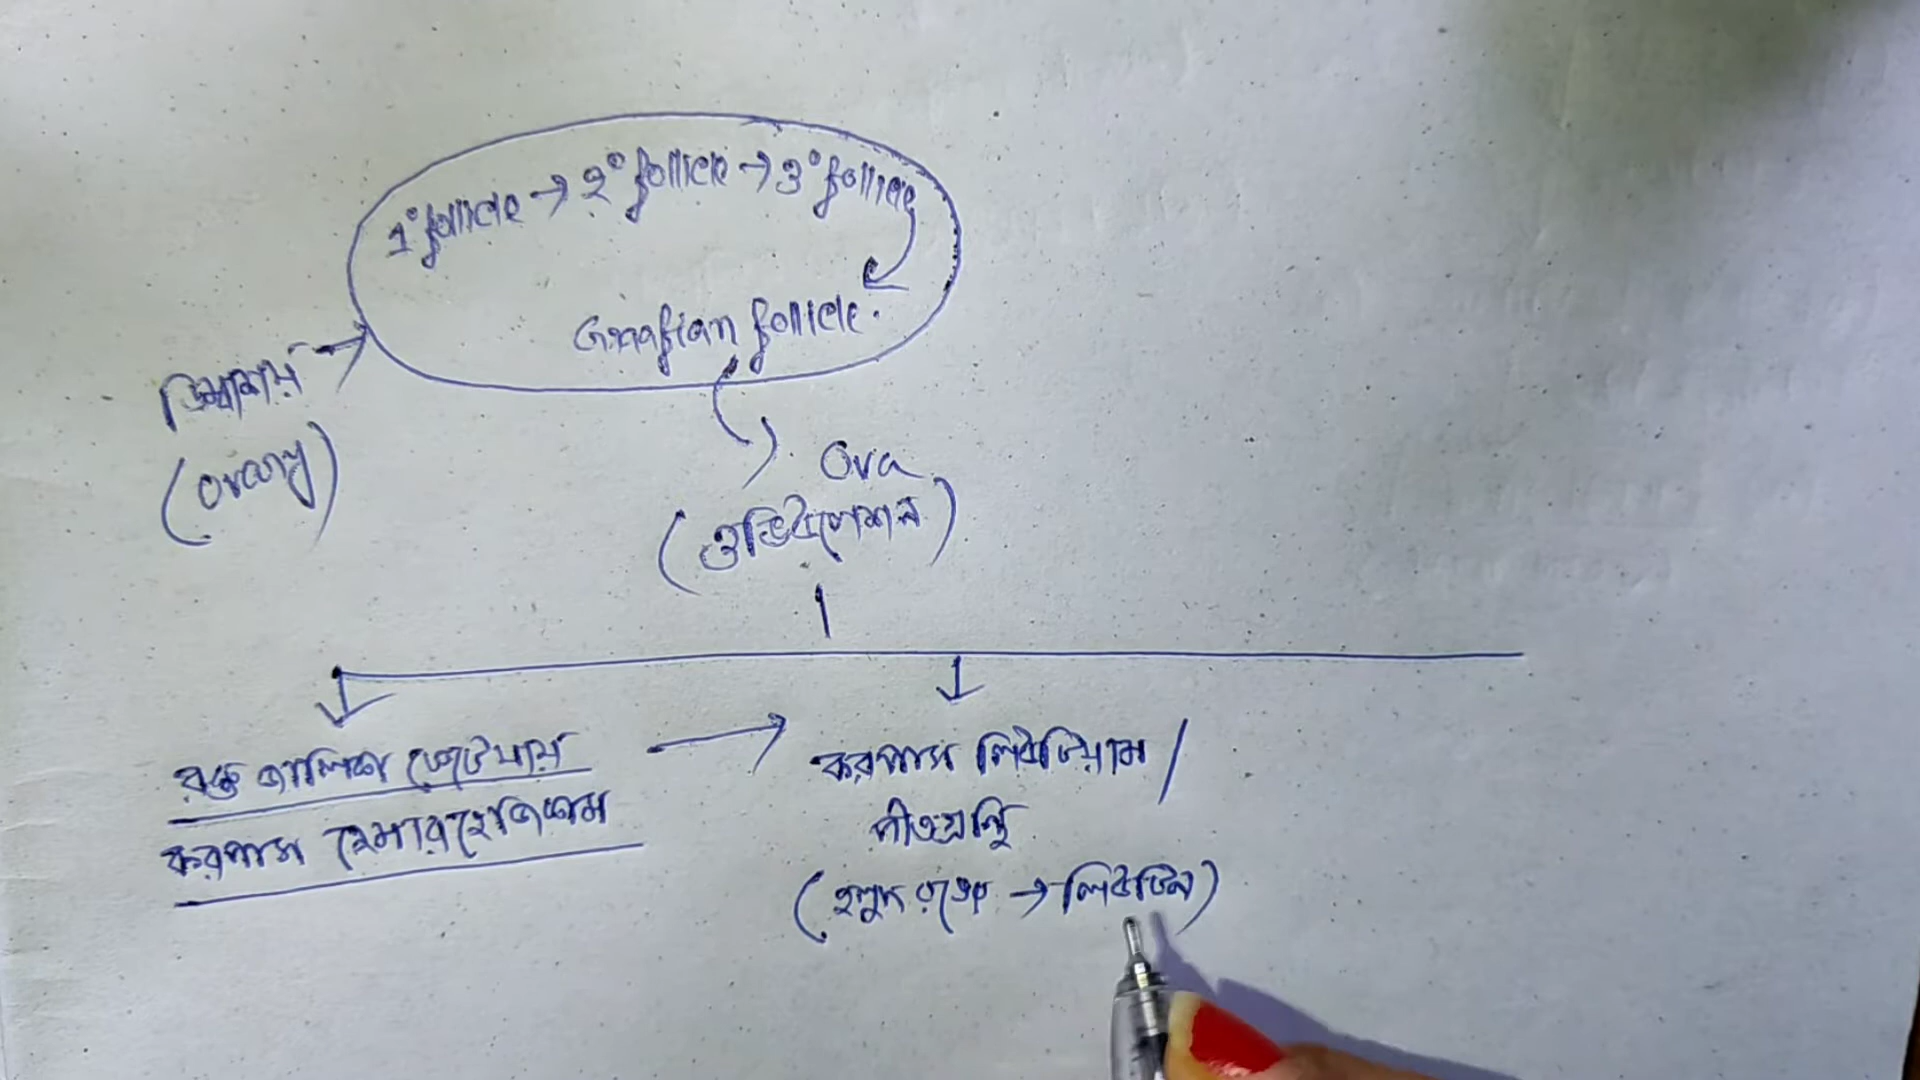 1° follicle → 2° follicle → 3° follicle
Graafian follicle.
ডিম্বাশয় →
(ovary)
Ova
(ওভিউলেশন)
রক্ত জালিকা ফেটে যায় →
করপাস হেমারহেজিকাম
করপাস লিউটিয়াম /
পীতগ্রন্থি
(হলুদ রঙের → লিউটিন)